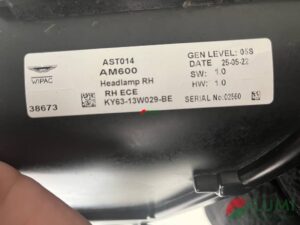 AST014
AM600
Headlamp RH
RH ECE
KY63-13W029-BE
WIPAC
38673
GEN LEVEL: 05S
DATE 25-05-22
SW: 1.0
HW: 1.0
SERIAL No.:02560